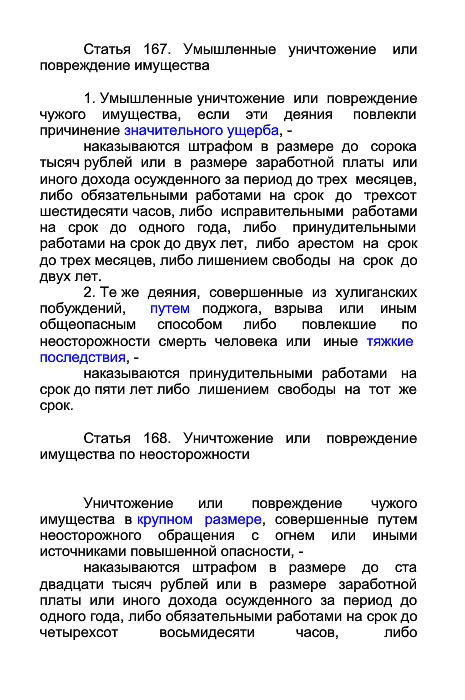 Статья 167. Умышленные уничтожение или
повреждение имущества
1. Умышленные уничтожение или повреждение
чужого имущества, если эти деяния повлекли
причинение значительного ущерба, -
наказываются штрафом в размере до сорока
тысяч рублей или в размере заработной платы или
иного дохода осужденного за период до трех месяцев,
либо обязательными работами на срок до трехсот
шестидесяти часов, либо исправительными работами
на срок до одного года, либо принудительными
работами на срок до двух лет, либо арестом на срок
до трех месяцев, либо лишением свободы на срок до
двух лет.
2. Те же деяния, совершенные из хулиганских
побуждений, путем поджога, взрыва или иным
общеопасным способом либо повлекшие по
неосторожности смерть человека или иные тяжкие
последствия, -
наказываются принудительными работами на
срок до пяти лет либо лишением свободы на тот же
срок.
Статья 168. Уничтожение или повреждение
имущества по неосторожности
Уничтожение или повреждение чужого
имущества в крупном размере, совершенные путем
неосторожного обращения с огнем или иными
источниками повышенной опасности, -
наказываются штрафом в размере до ста
двадцати тысяч рублей или в размере заработной
платы или иного дохода осужденного за период до
одного года, либо обязательными работами на срок до
четырехсот восьмидесяти часов, либо